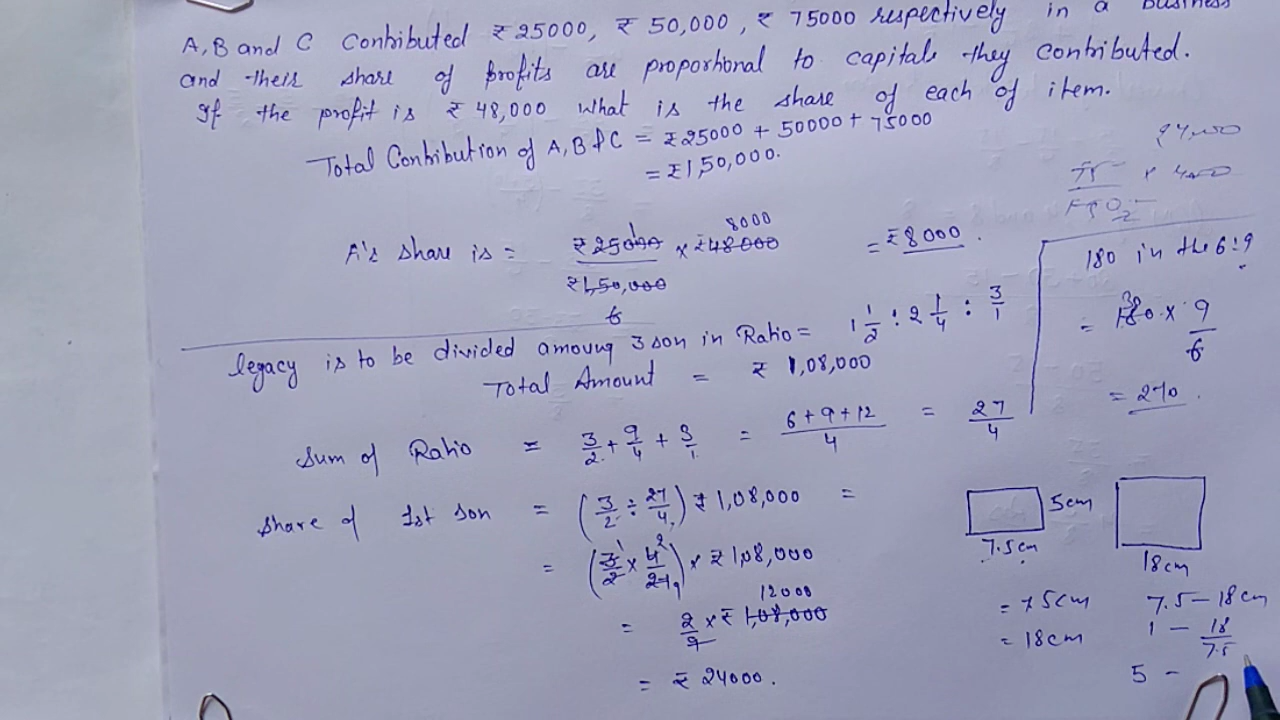 A, B and C Contributed ₹25000, ₹ 50,000, ₹ 75000 respectively in a Business
and their share of profits are proportional to capitals they contributed.
If the profit is ₹ 48,000 what is the share of each of item.
Total Contribution of A, B & C = ₹25000 + 50000 + 75000
= ₹1,50,000.
8000
A's share is = ₹25000 × ₹48000 = ₹8000.
₹1,50,000
6
legacy is to be divided among 3 son in Ratio = 1 1/2 : 2 1/4 : 3/1
Total Amount = ₹ 1,08,000
Sum of Ratio = 3/2 + 9/4 + 3/1 = 6+9+12/4 = 27/4
Share of 1st Son = (3/2 ÷ 27/4) ₹1,08,000 =
= (3/2 × 4/27) × ₹1,08,000
12000
= 2/9 × ₹1,08,000
= ₹ 24000.
180 in the 6:9
= 180 × 9/6
= 270.
5cm
7.5cm
18cm
= 7.5cm 7.5 – 18cm
= 18cm 1 – 18/7.5
5 –